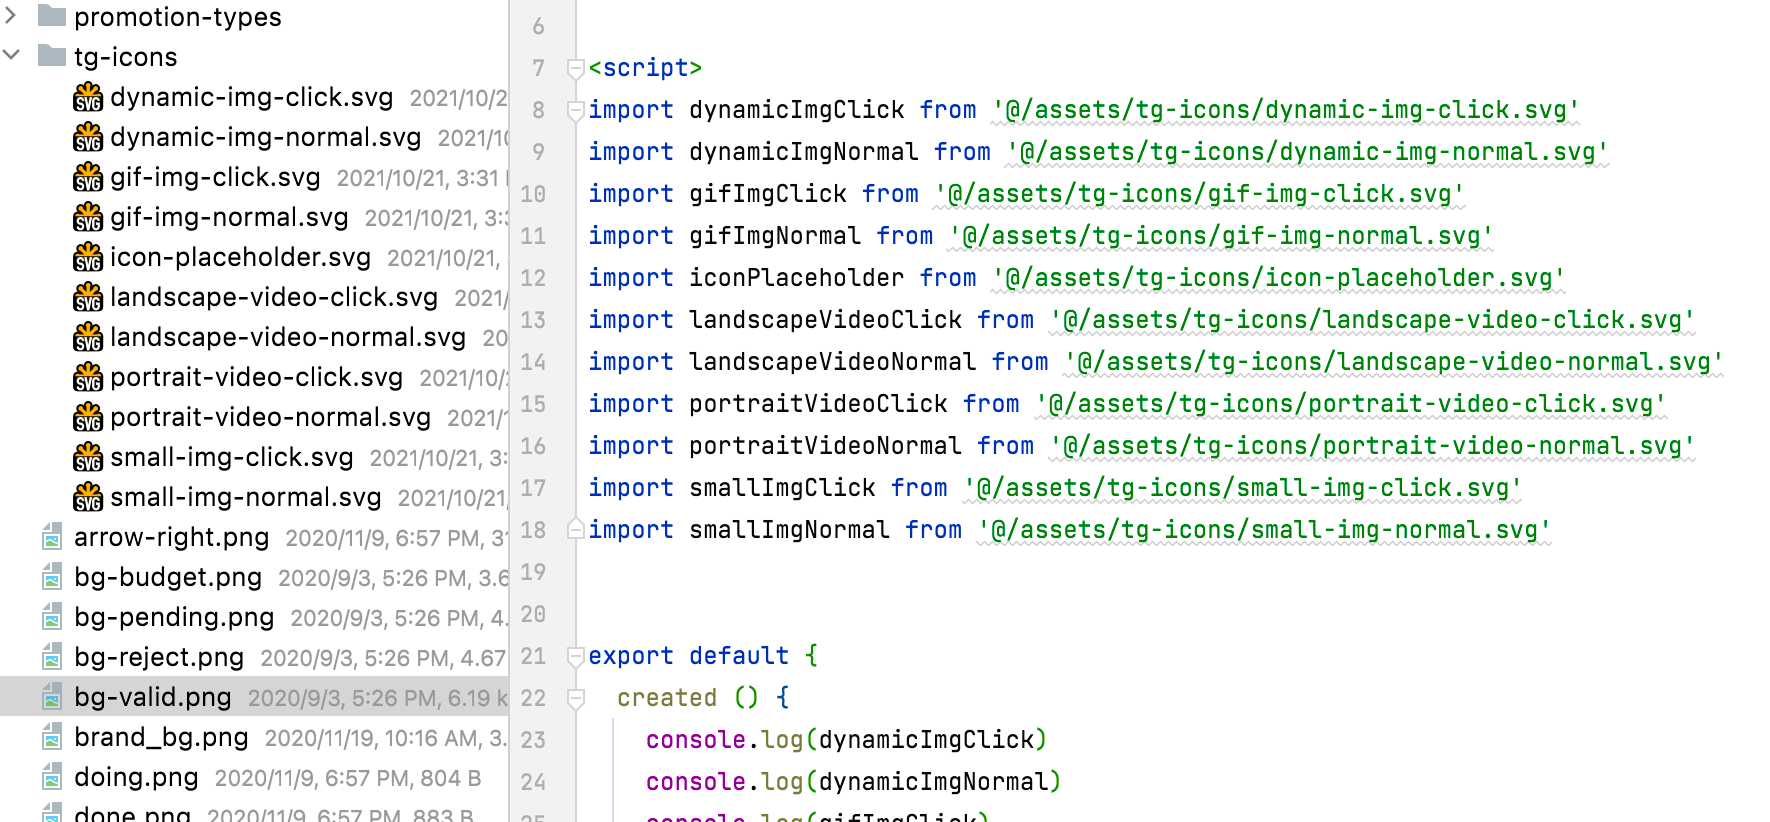 promotion-types
tg-icons
dynamic-img-click.svg 2021/10/2
dynamic-img-normal.svg 2021/10
gif-img-click.svg 2021/10/21, 3:31
gif-img-normal.svg 2021/10/21, 3:3
icon-placeholder.svg 2021/10/21,
landscape-video-click.svg 2021/
landscape-video-normal.svg 20
portrait-video-click.svg 2021/10/
portrait-video-normal.svg 2021/1
small-img-click.svg 2021/10/21, 3:
small-img-normal.svg 2021/10/21,
arrow-right.png 2020/11/9, 6:57 PM, 31
bg-budget.png 2020/9/3, 5:26 PM, 3.6
bg-pending.png 2020/9/3, 5:26 PM, 4.
bg-reject.png 2020/9/3, 5:26 PM, 4.67
bg-valid.png 2020/9/3, 5:26 PM, 6.19 k
brand_bg.png 2020/11/19, 10:16 AM, 3.
doing.png 2020/11/9, 6:57 PM, 804 B
done.png 2020/11/9, 6:57 PM, 883 B
6
7 <script>
8 import dynamicImgClick from '@/assets/tg-icons/dynamic-img-click.svg'
9 import dynamicImgNormal from '@/assets/tg-icons/dynamic-img-normal.svg'
10 import gifImgClick from '@/assets/tg-icons/gif-img-click.svg'
11 import gifImgNormal from '@/assets/tg-icons/gif-img-normal.svg'
12 import iconPlaceholder from '@/assets/tg-icons/icon-placeholder.svg'
13 import landscapeVideoClick from '@/assets/tg-icons/landscape-video-click.svg'
14 import landscapeVideoNormal from '@/assets/tg-icons/landscape-video-normal.svg'
15 import portraitVideoClick from '@/assets/tg-icons/portrait-video-click.svg'
16 import portraitVideoNormal from '@/assets/tg-icons/portrait-video-normal.svg'
17 import smallImgClick from '@/assets/tg-icons/small-img-click.svg'
18 import smallImgNormal from '@/assets/tg-icons/small-img-normal.svg'
19
20
21 export default {
22 created () {
23 console.log(dynamicImgClick)
24 console.log(dynamicImgNormal)
25 console.log(gifImgClick)